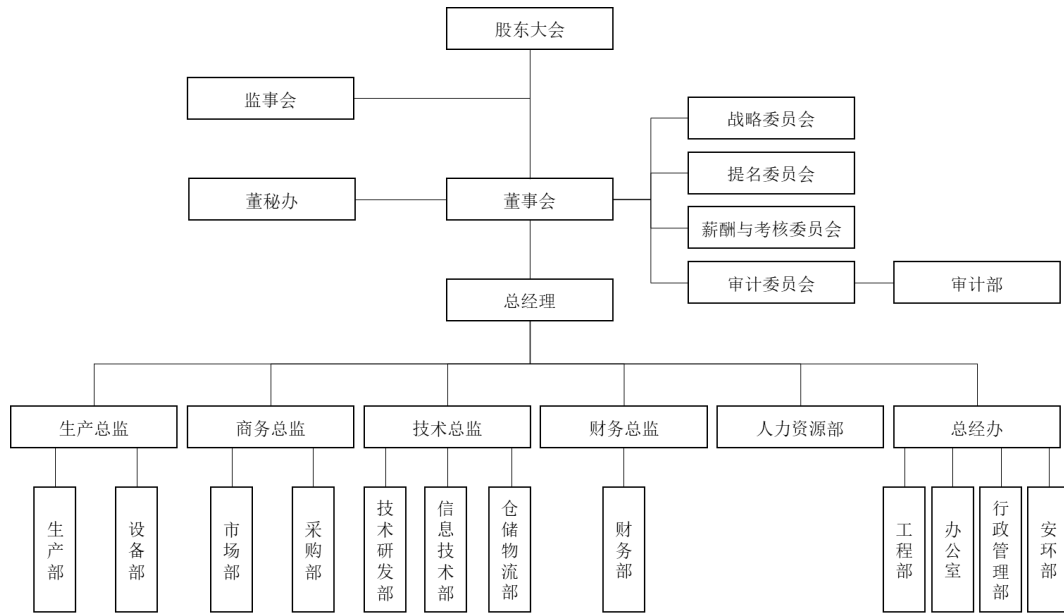 股东大会
监事会
战略委员会
提名委员会
董秘办
董事会
薪酬与考核委员会
审计委员会
审计部
总经理
生产总监
商务总监
技术总监
财务总监
人力资源部
总经办
生产部
设备部
市场部
采购部
技术研发部
信息技术部
仓储物流部
财务部
工程部
办公室
行政管理部
安环部